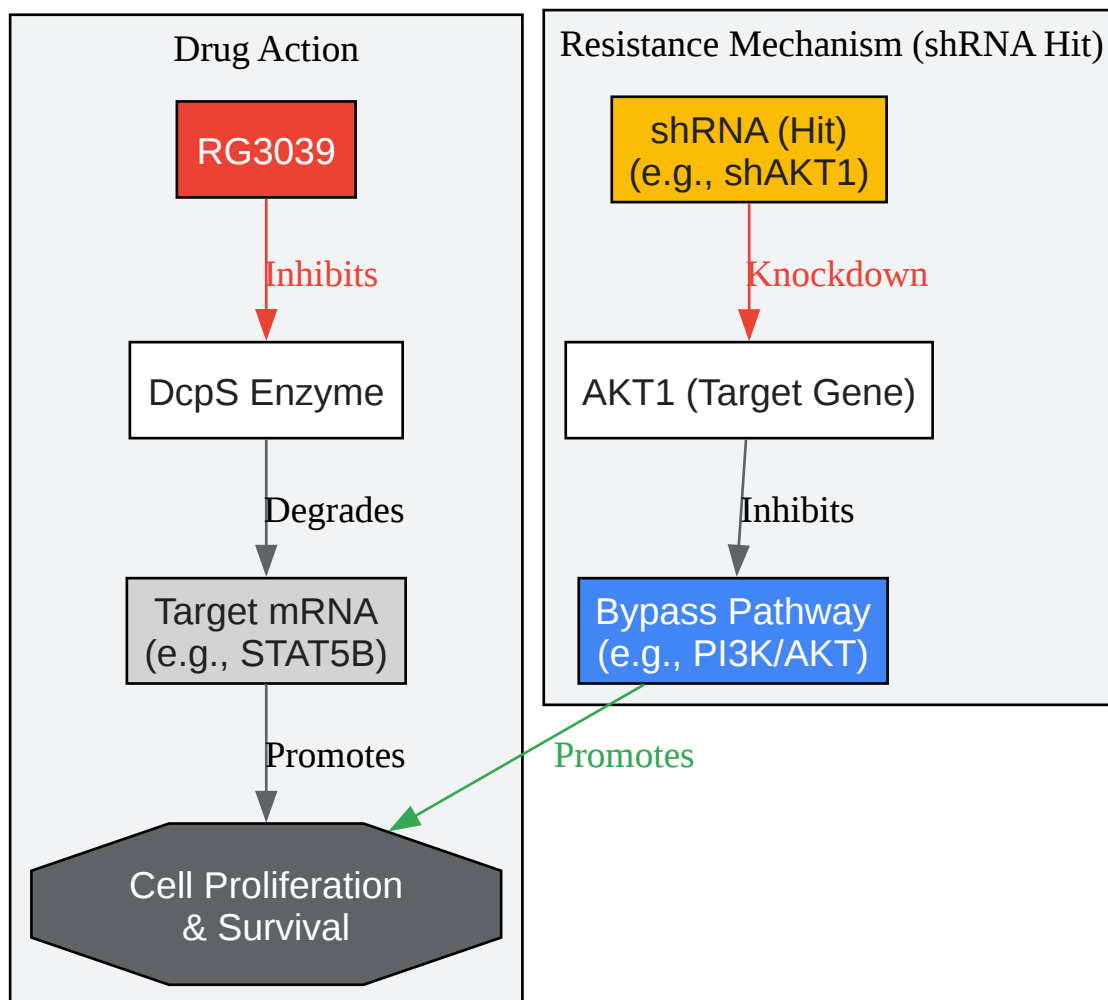 Drug Action
RG3039
Inhibits
DcpS Enzyme
Degrades
Target mRNA
(e.g., STAT5B)
Promotes
Cell Proliferation
& Survival
Resistance Mechanism (shRNA Hit)
shRNA (Hit)
(e.g., shAKT1)
Knockdown
AKT1 (Target Gene)
Inhibits
Bypass Pathway
(e.g., PI3K/AKT)
Promotes